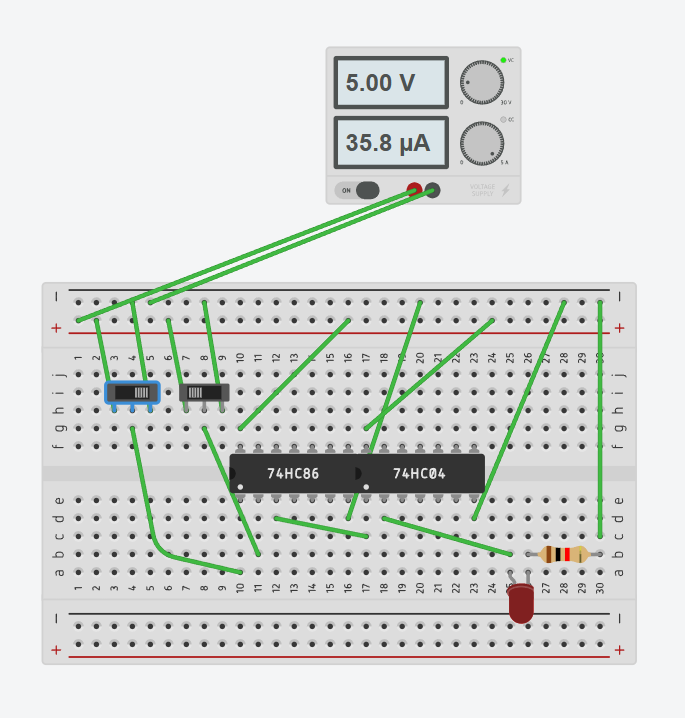 5.00 V
VC
0 30 V
35.8 µA
CC
0 5 A
ON
VOLTAGE
SUPPLY
− −
+ +
1 2 3 4 5 6 7 8 9 10 11 12 13 14 15 16 17 18 19 20 21 22 23 24 25 26 27 28 29 30
j j
i i
h h
g g
f f
74HC86 74HC04
e e
d d
c c
b b
a a
1 2 3 4 5 6 7 8 9 10 11 12 13 14 15 16 17 18 19 20 21 22 23 24 25 27 28 29 30
− −
+ +